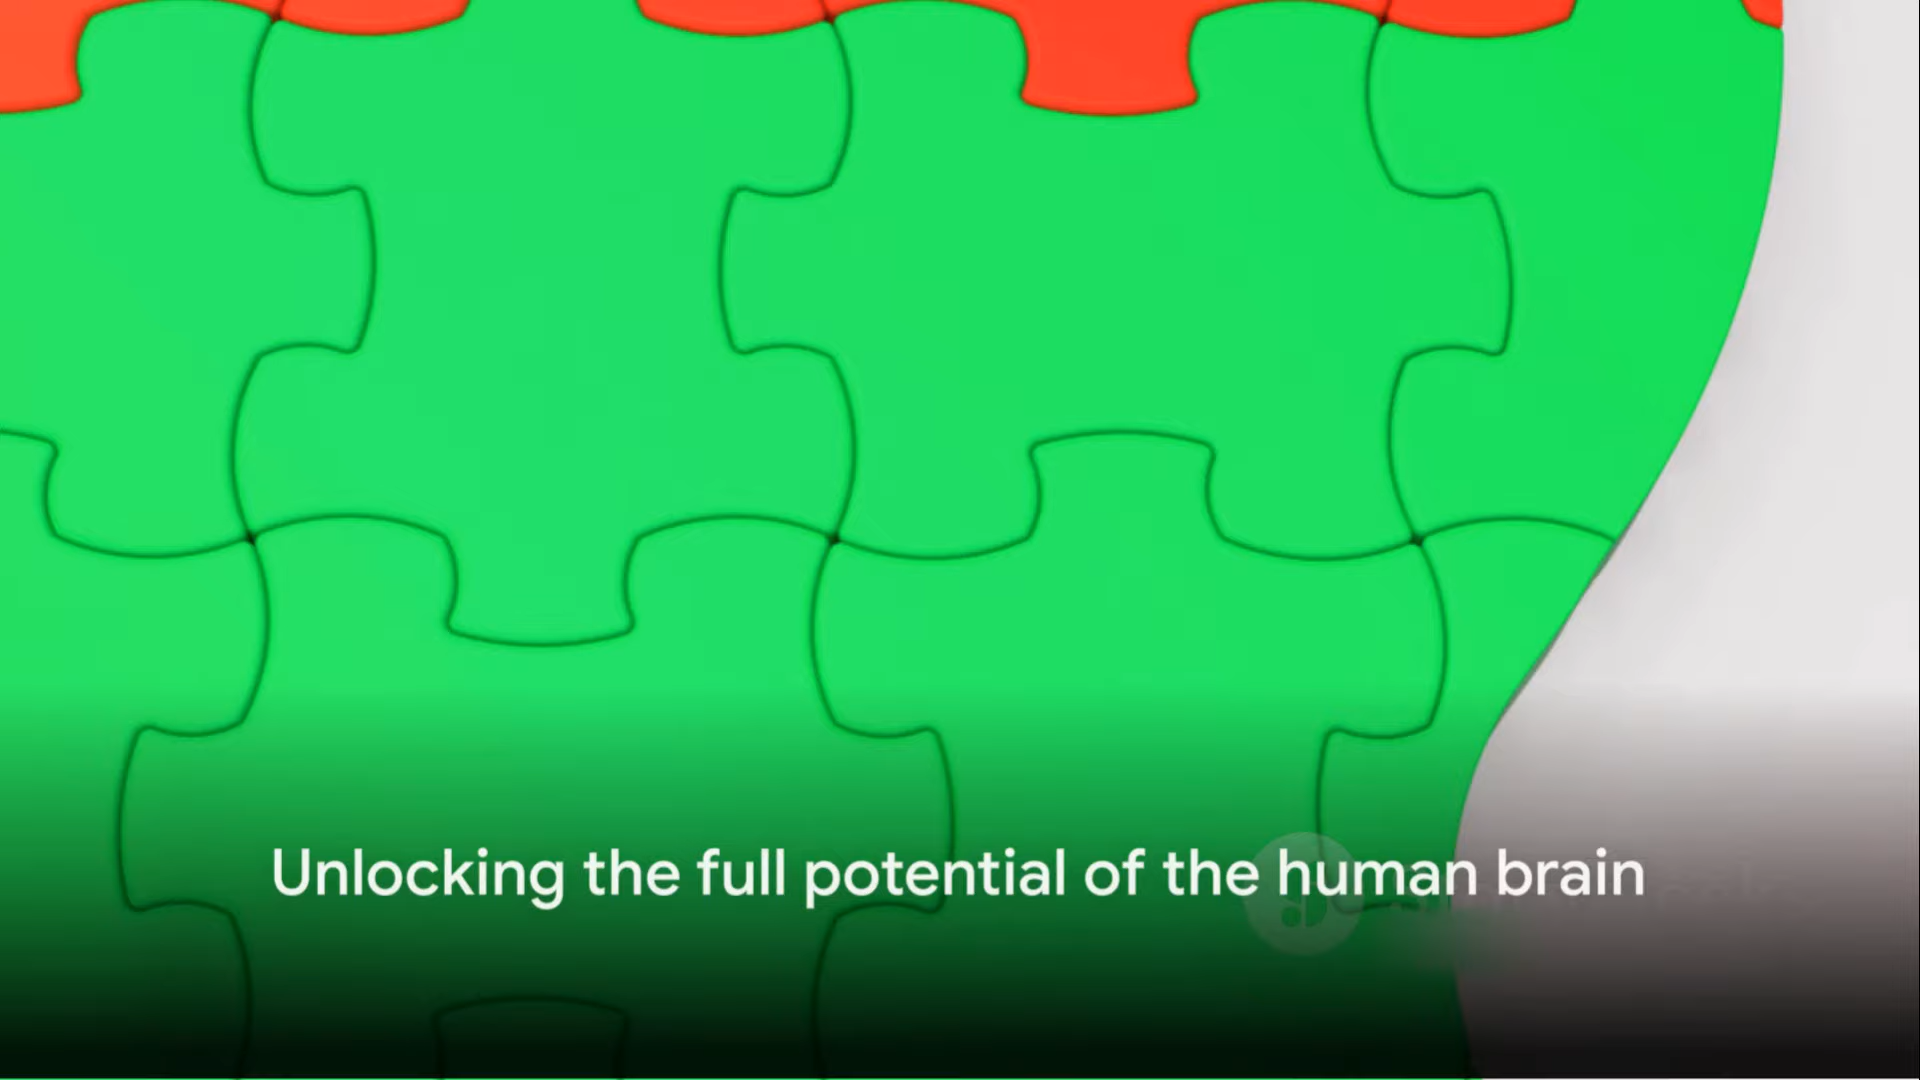 Unlocking the full potential of the human brain